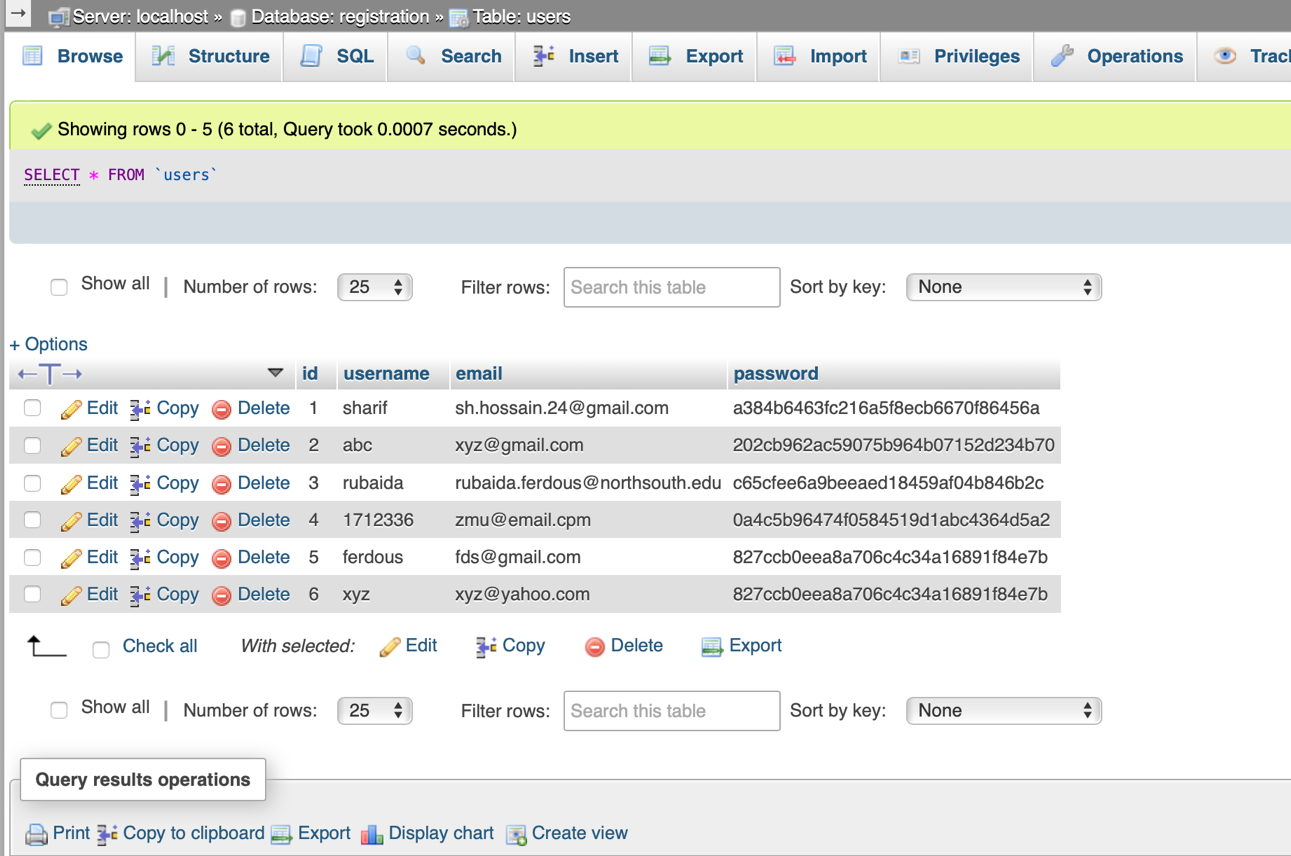 Server: localhost » Database: registration » Table: users
Browse Structure SQL Search Insert Export Import Privileges Operations
Showing rows 0 - 5 (6 total, Query took 0.0007 seconds.)
SELECT * FROM `users`
Show all | Number of rows: 25 Filter rows: Search this table Sort by key: None
+ Options
←T→ id username email password
Edit Copy Delete 1 sharif sh.hossain.24@gmail.com a384b6463fc216a5f8ecb6670f86456a
Edit Copy Delete 2 abc xyz@gmail.com 202cb962ac59075b964b07152d234b70
Edit Copy Delete 3 rubaida rubaida.ferdous@northsouth.edu c65cfee6a9beeaed18459af04b846b2c
Edit Copy Delete 4 1712336 zmu@email.cpm 0a4c5b96474f0584519d1abc4364d5a2
Edit Copy Delete 5 ferdous fds@gmail.com 827ccb0eea8a706c4c34a16891f84e7b
Edit Copy Delete 6 xyz xyz@yahoo.com 827ccb0eea8a706c4c34a16891f84e7b
Check all With selected: Edit Copy Delete Export
Show all | Number of rows: 25 Filter rows: Search this table Sort by key: None
Query results operations
Print Copy to clipboard Export Display chart Create view